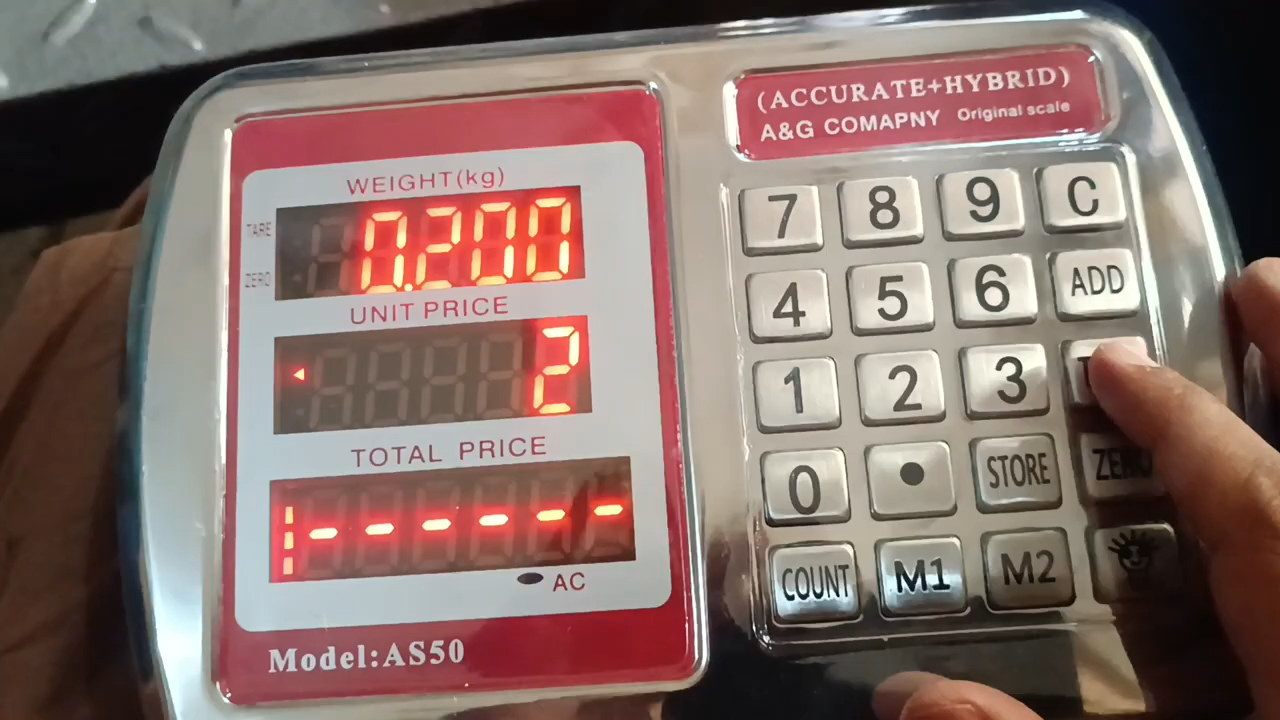 (ACCURATE+HYBRID)
A&G COMAPNY Original scale
WEIGHT(kg)
TARE
ZERO
0.200
UNIT PRICE
2
TOTAL PRICE
------
AC
Model:AS50
7 8 9 C
4 5 6 ADD
1 2 3
0 • STORE ZERO
COUNT M1 M2